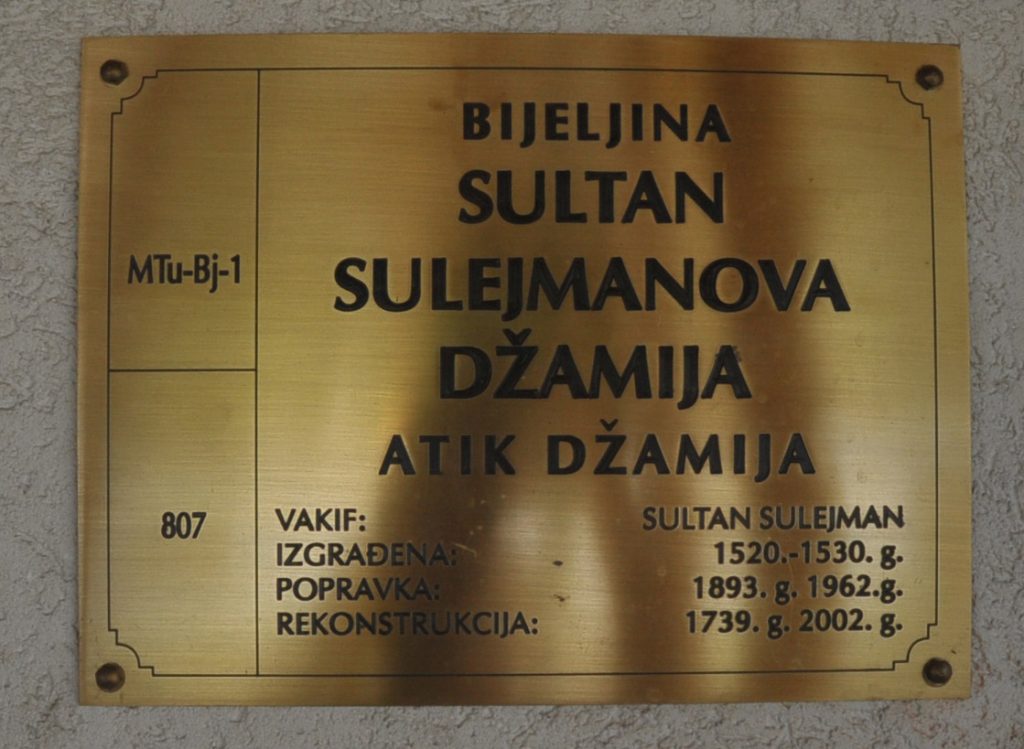 BIJELJINA
SULTAN
SULEJMANOVA
DŽAMIJA
ATIK DŽAMIJA
MTu-Bj-1
807
VAKIF: SULTAN SULEJMAN
IZGRAĐENA: 1520.-1530. g.
POPRAVKA: 1893. g. 1962.g.
REKONSTRUKCIJA: 1739. g. 2002. g.